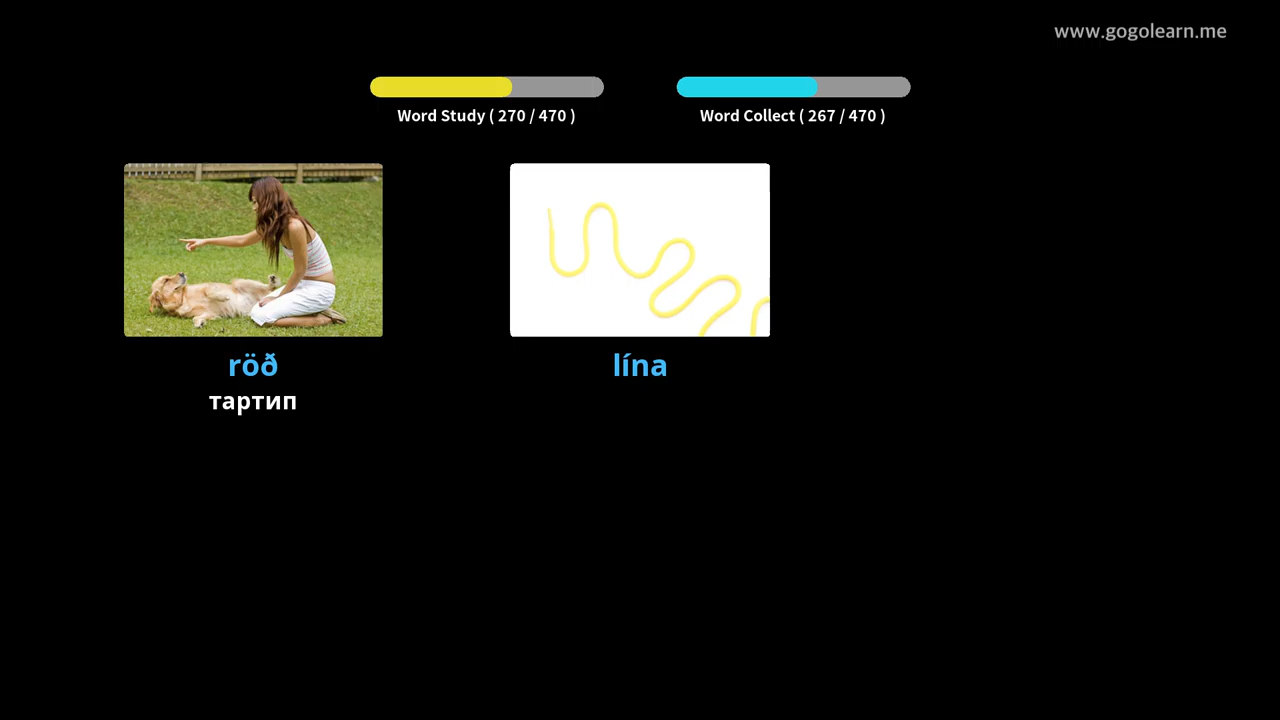 www.gogolearn.me
Word Study ( 270 / 470 )
Word Collect ( 267 / 470 )
röð
тартип
lína